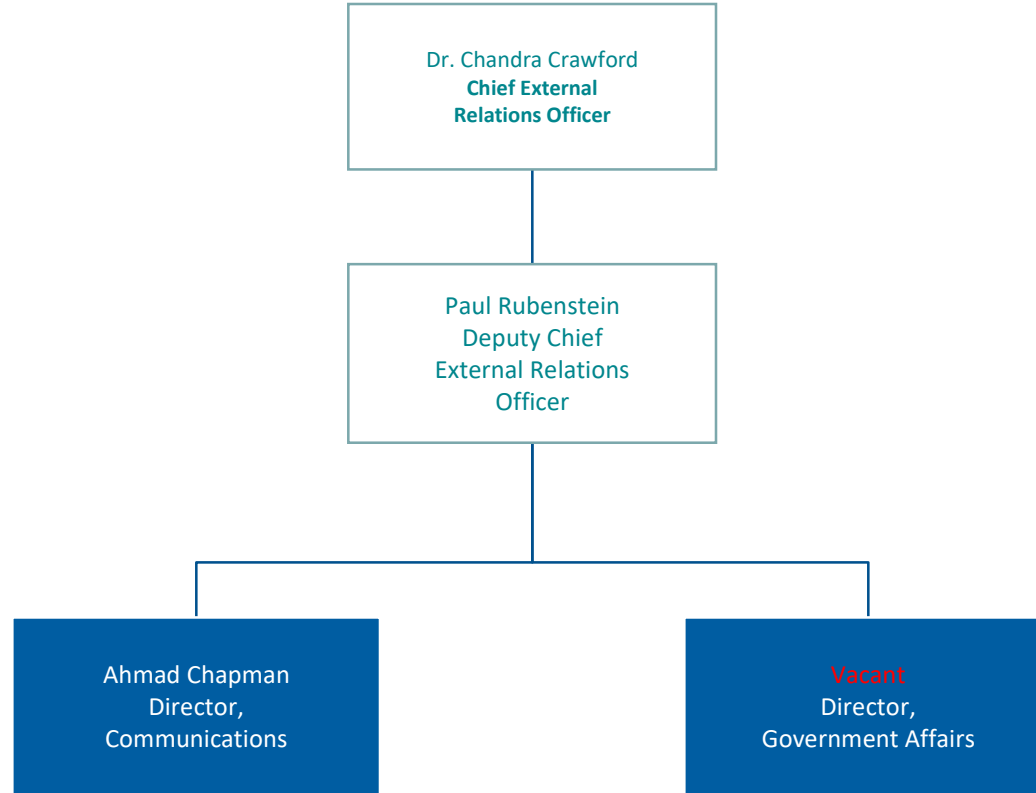 Dr. Chandra Crawford
Chief External
Relations Officer
Paul Rubenstein
Deputy Chief
External Relations
Officer
Ahmad Chapman
Director,
Communications
Vacant
Director,
Government Affairs